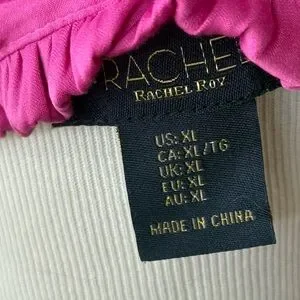 RACHEL
RACHEL ROY
US: XL
CA: XL/TG
UK: XL
EU: XL
AU: XL
MADE IN CHINA